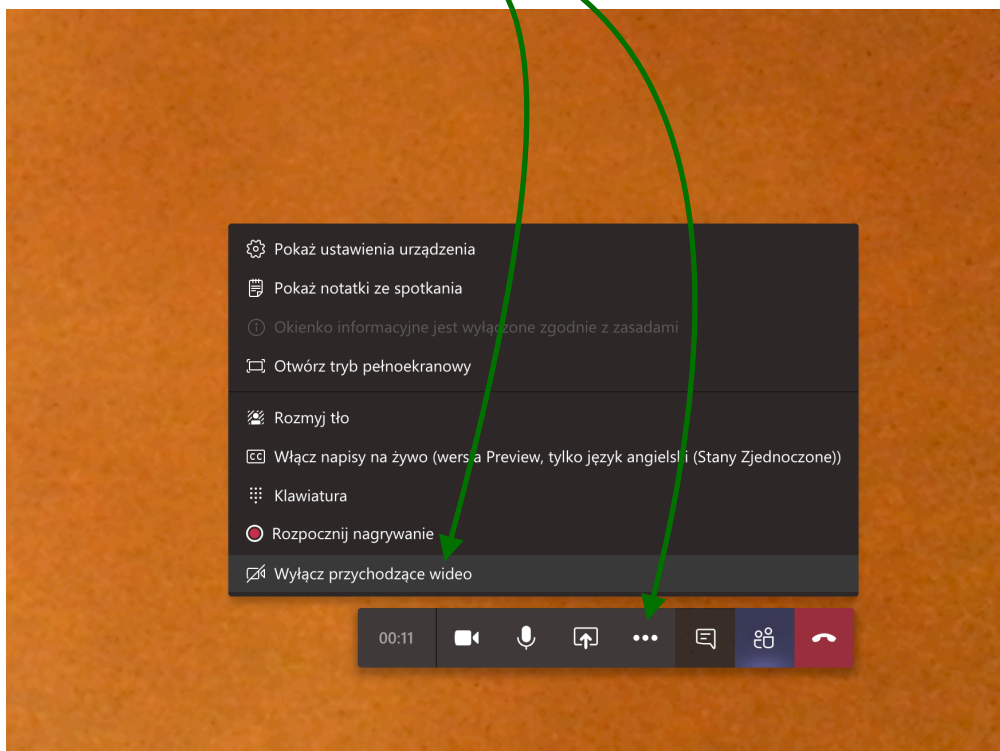 Pokaż ustawienia urządzenia
Pokaż notatki ze spotkania
Okienko informacyjne jest wyłączone zgodnie z zasadami
Otwórz tryb pełnoekranowy
Rozmyj tło
CC Włącz napisy na żywo (wersja Preview, tylko język angielski (Stany Zjednoczone))
Klawiatura
Rozpocznij nagrywanie
Wyłącz przychodzące wideo
00:11